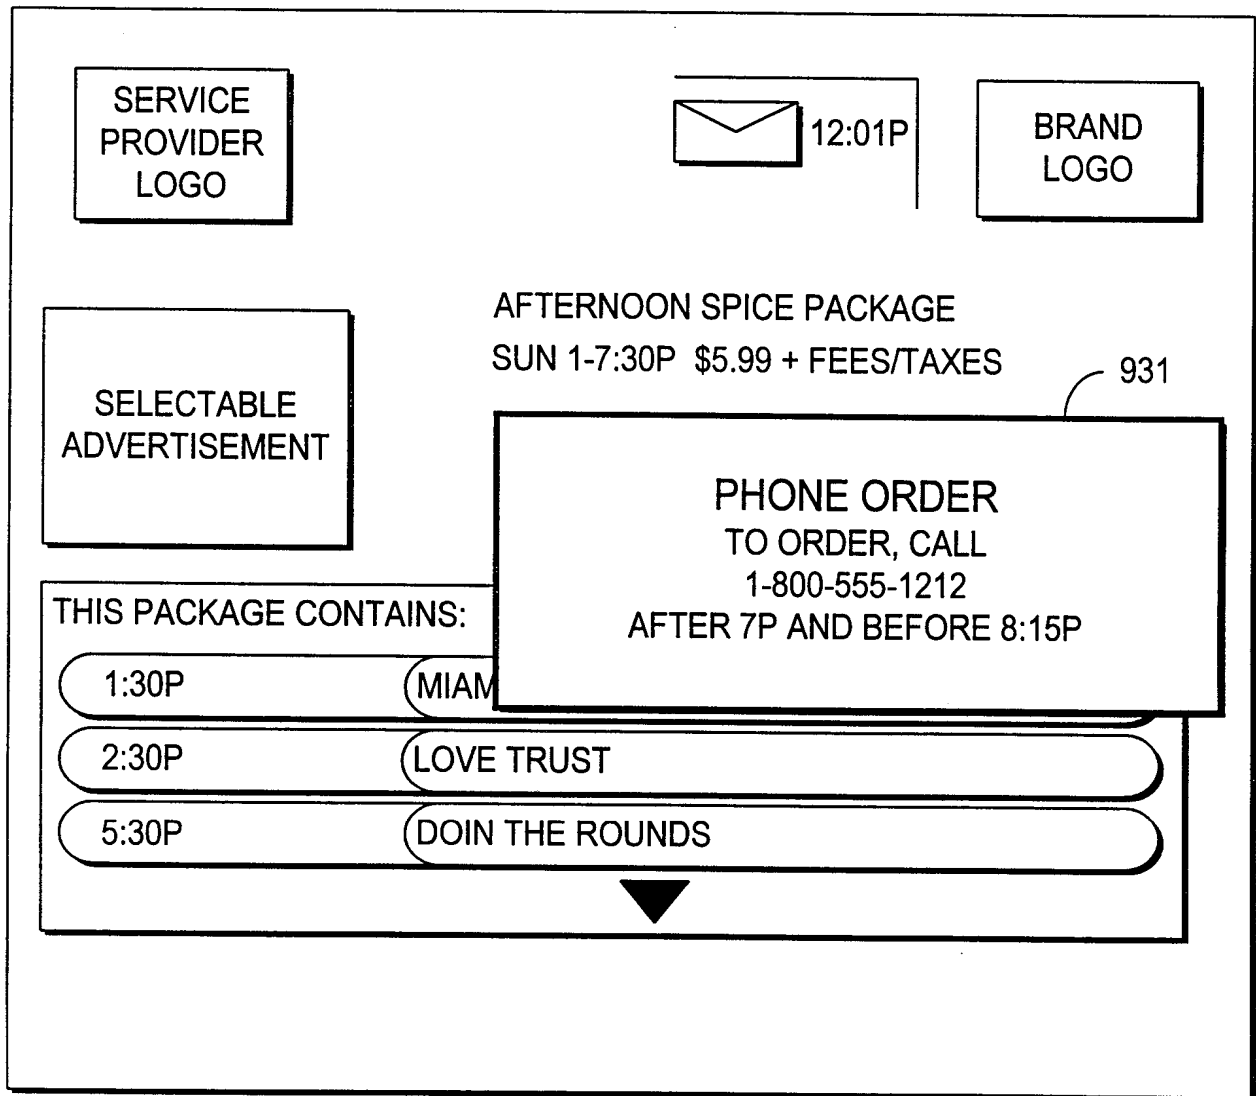 SERVICE
PROVIDER
LOGO
12:01P
BRAND
LOGO
AFTERNOON SPICE PACKAGE
SUN 1-7:30P $5.99 + FEES/TAXES
931
SELECTABLE
ADVERTISEMENT
PHONE ORDER
TO ORDER, CALL
1-800-555-1212
AFTER 7P AND BEFORE 8:15P
THIS PACKAGE CONTAINS:
1:30P MIAM
2:30P LOVE TRUST
5:30P DOIN THE ROUNDS